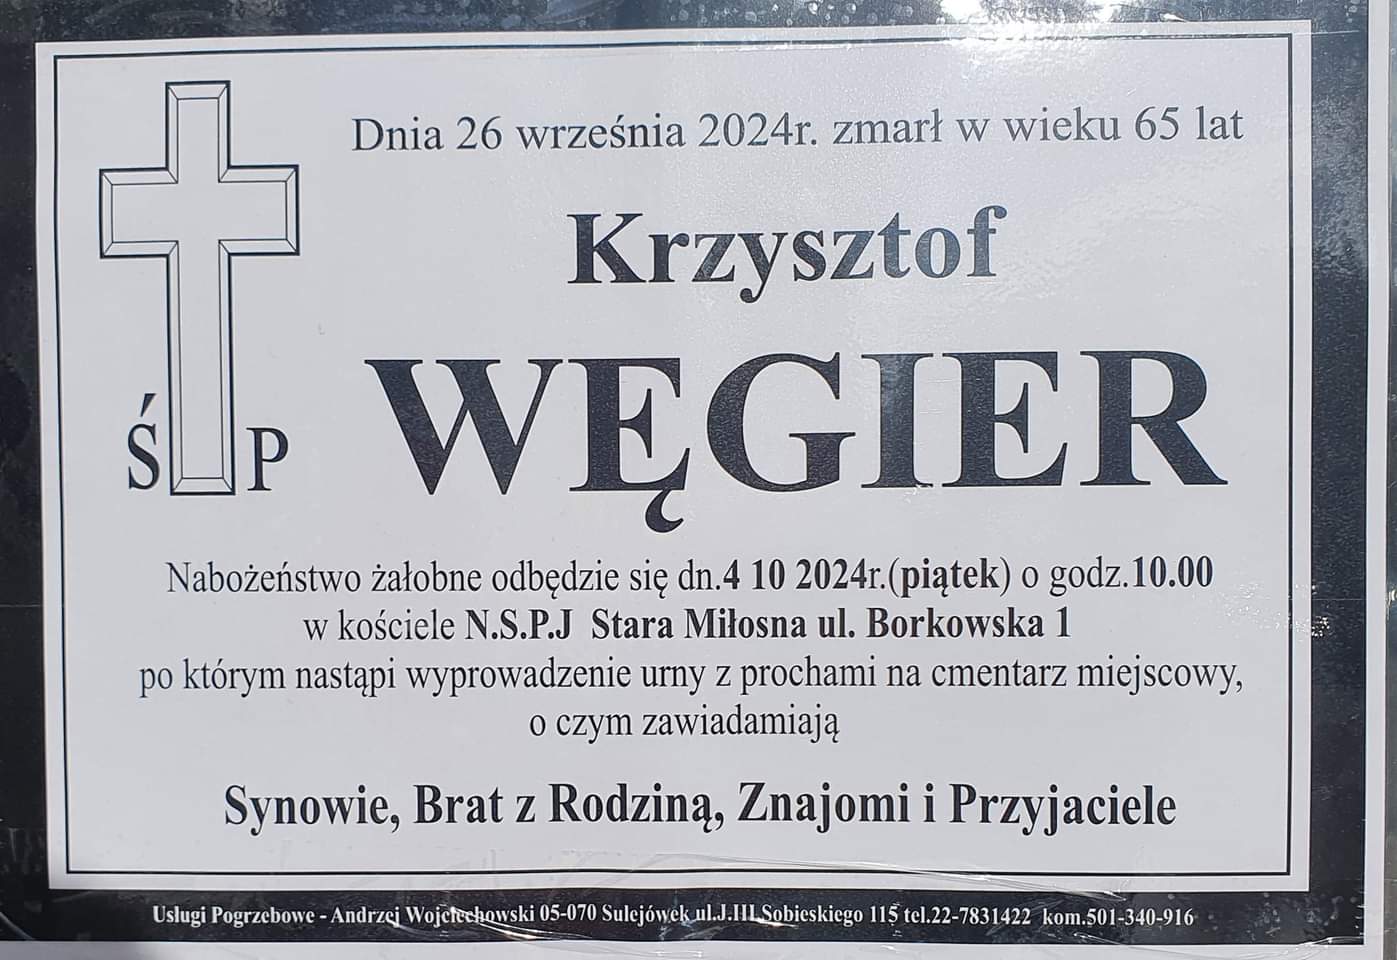 Dnia 26 września 2024r. zmarł w wieku 65 lat
Krzysztof
WĘGIER
Ś P
Nabożeństwo żałobne odbędzie się dn.4 10 2024r.(piątek) o godz.10.00
w kościele N.S.P.J Stara Miłosna ul. Borkowska 1
po którym nastąpi wyprowadzenie urny z prochami na cmentarz miejscowy,
o czym zawiadamiają
Synowie, Brat z Rodziną, Znajomi i Przyjaciele
Usługi Pogrzebowe - Andrzej Wojciechowski 05-070 Sulejówek ul.J.III.Sobieskiego 115 tel.22-7831422 kom.501-340-916